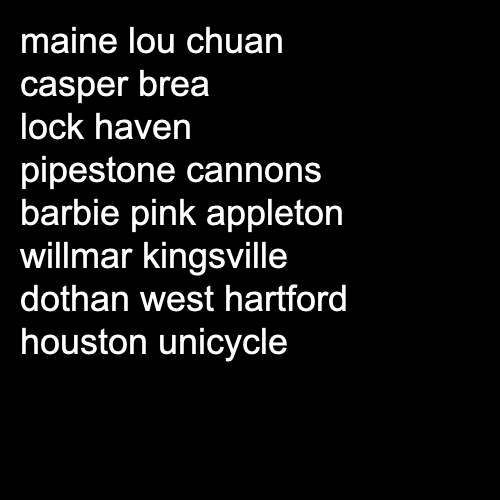 maine lou chuan
casper brea
lock haven
pipestone cannons
barbie pink appleton
willmar kingsville
dothan west hartford
houston unicycle